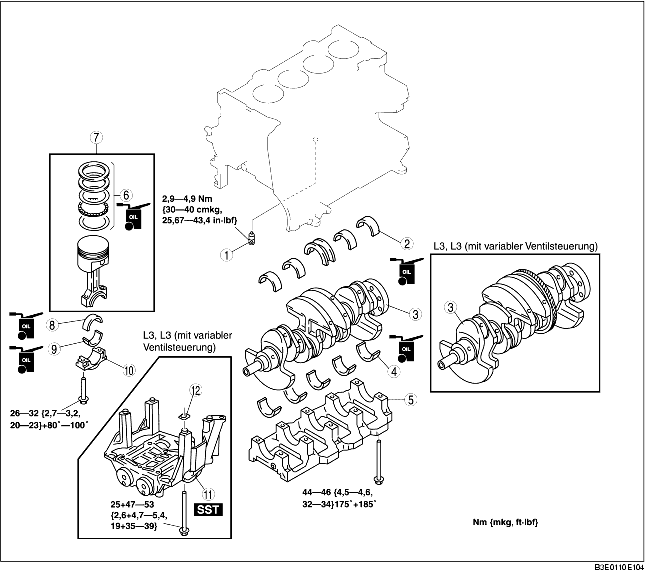 7
6
OIL
2,9—4,9 Nm
{30—40 cmkg,
25,67—43,4 in-lbf}
1
2
OIL
L3, L3 (mit variabler Ventilsteuerung)
3
3
OIL
8
OIL
9
10
L3, L3 (mit variabler
Ventilsteuerung)
OIL
4
5
12
26—32 {2,7—3,2,
20—23}+80˚—100˚
11
SST
25+47—53
{2,6+4,7—5,4,
19+35—39}
44—46 {4,5—4,6,
32—34}175˚+185˚
Nm {mkg, ft-lbf}
B3E0110E104